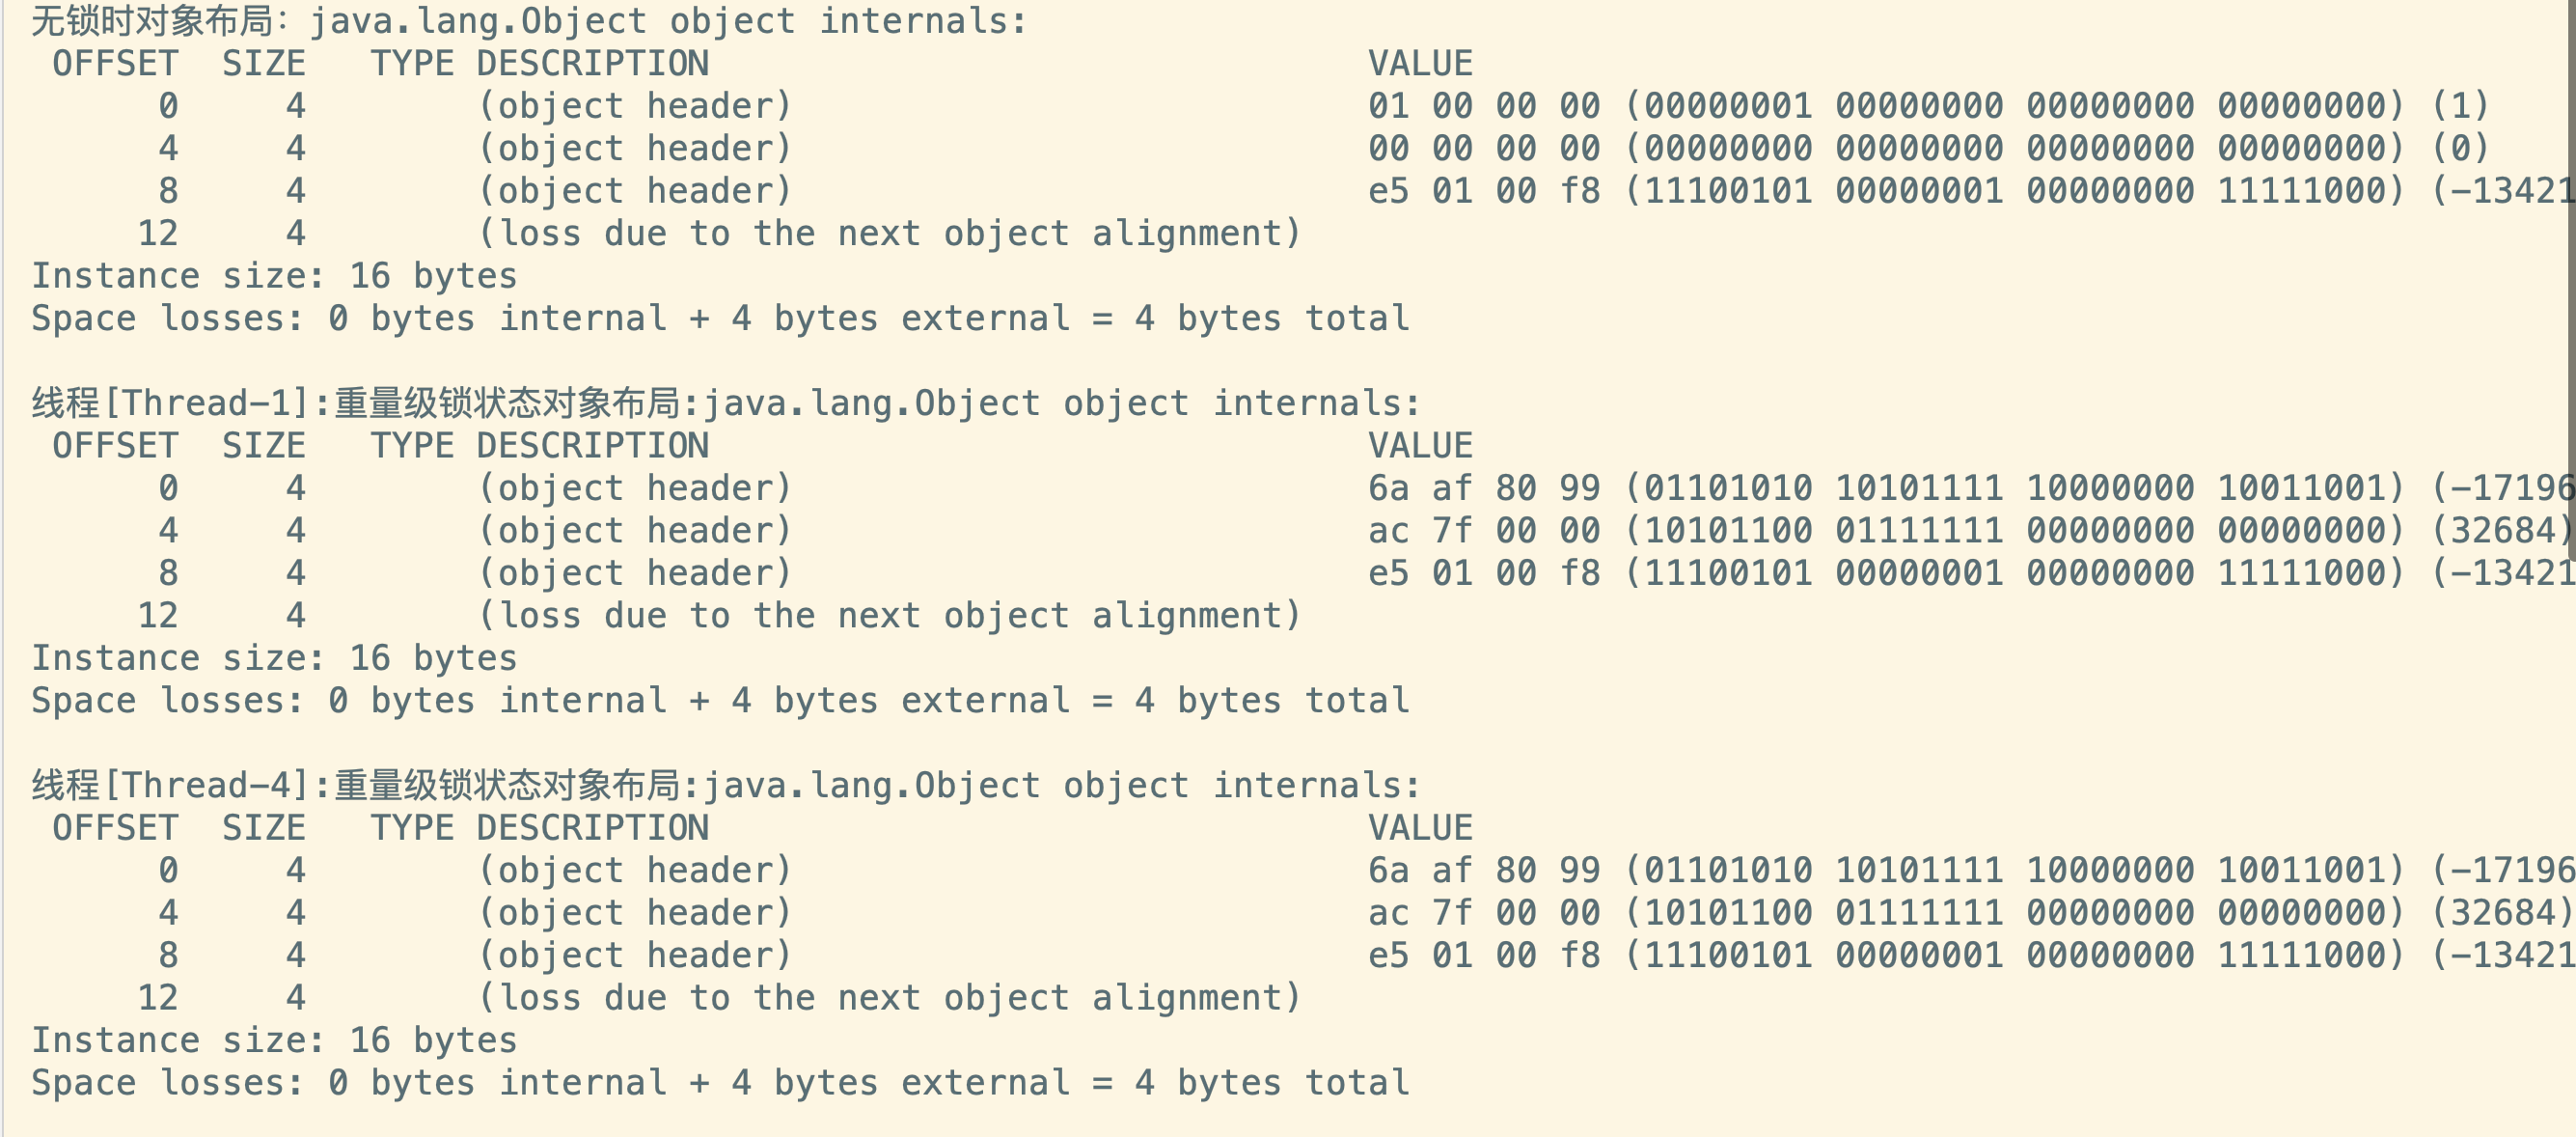 无锁时对象布局：java.lang.Object object internals:
OFFSET SIZE TYPE DESCRIPTION VALUE
0 4 (object header) 01 00 00 00 (00000001 00000000 00000000 00000000) (1)
4 4 (object header) 00 00 00 00 (00000000 00000000 00000000 00000000) (0)
8 4 (object header) e5 01 00 f8 (11100101 00000001 00000000 11111000) (-13421
12 4 (loss due to the next object alignment)
Instance size: 16 bytes
Space losses: 0 bytes internal + 4 bytes external = 4 bytes total
线程[Thread-1]:重量级锁状态对象布局:java.lang.Object object internals:
OFFSET SIZE TYPE DESCRIPTION VALUE
0 4 (object header) 6a af 80 99 (01101010 10101111 10000000 10011001) (-17196
4 4 (object header) ac 7f 00 00 (10101100 01111111 00000000 00000000) (32684)
8 4 (object header) e5 01 00 f8 (11100101 00000001 00000000 11111000) (-13421
12 4 (loss due to the next object alignment)
Instance size: 16 bytes
Space losses: 0 bytes internal + 4 bytes external = 4 bytes total
线程[Thread-4]:重量级锁状态对象布局:java.lang.Object object internals:
OFFSET SIZE TYPE DESCRIPTION VALUE
0 4 (object header) 6a af 80 99 (01101010 10101111 10000000 10011001) (-17196
4 4 (object header) ac 7f 00 00 (10101100 01111111 00000000 00000000) (32684)
8 4 (object header) e5 01 00 f8 (11100101 00000001 00000000 11111000) (-13421
12 4 (loss due to the next object alignment)
Instance size: 16 bytes
Space losses: 0 bytes internal + 4 bytes external = 4 bytes total